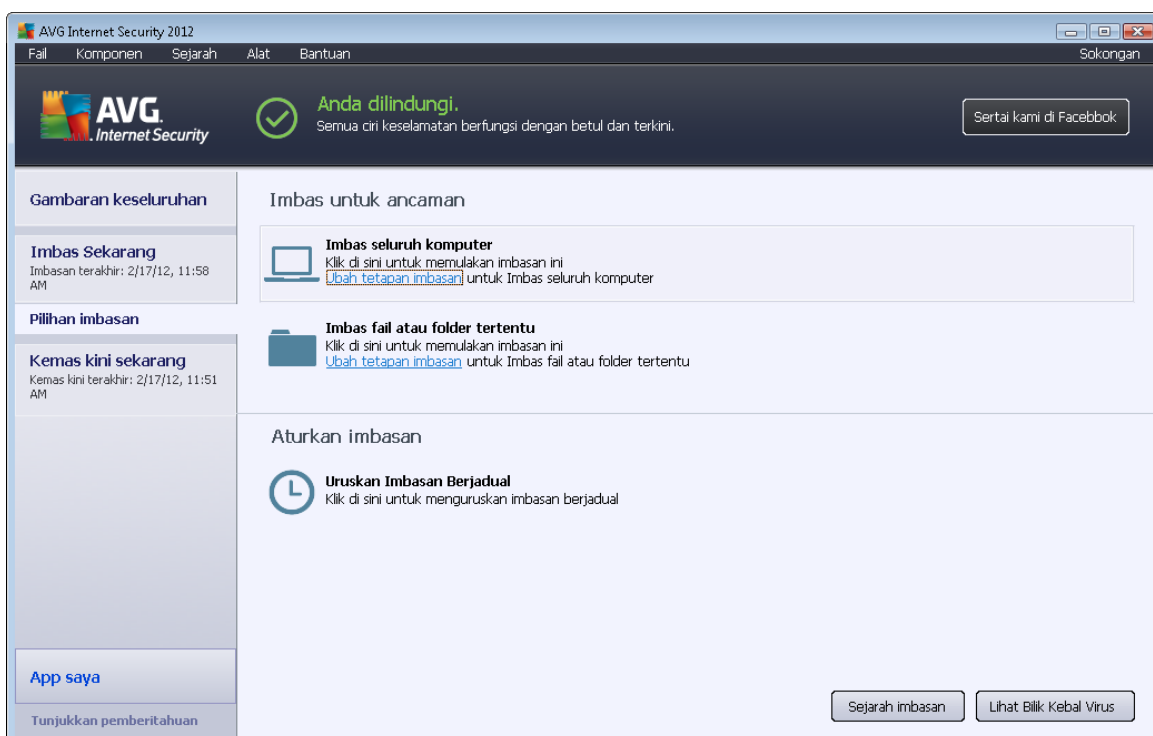 AVG Internet Security 2012
Fail Komponen Sejarah Alat Bantuan Sokongan
AVG.
Internet Security
Anda dilindungi.
Semua ciri keselamatan berfungsi dengan betul dan terkini.
Sertai kami di Facebbok
Gambaran keseluruhan
Imbas Sekarang
Imbasan terakhir: 2/17/12, 11:58
AM
Pilihan imbasan
Kemas kini sekarang
Kemas kini terakhir: 2/17/12, 11:51
AM
App saya
Tunjukkan pemberitahuan
Imbas untuk ancaman
Imbas seluruh komputer
Klik di sini untuk memulakan imbasan ini
Ubah tetapan imbasan untuk Imbas seluruh komputer
Imbas fail atau folder tertentu
Klik di sini untuk memulakan imbasan ini
Ubah tetapan imbasan untuk Imbas fail atau folder tertentu
Aturkan imbasan
Uruskan Imbasan Berjadual
Klik di sini untuk menguruskan imbasan berjadual
Sejarah imbasan
Lihat Bilik Kebal Virus